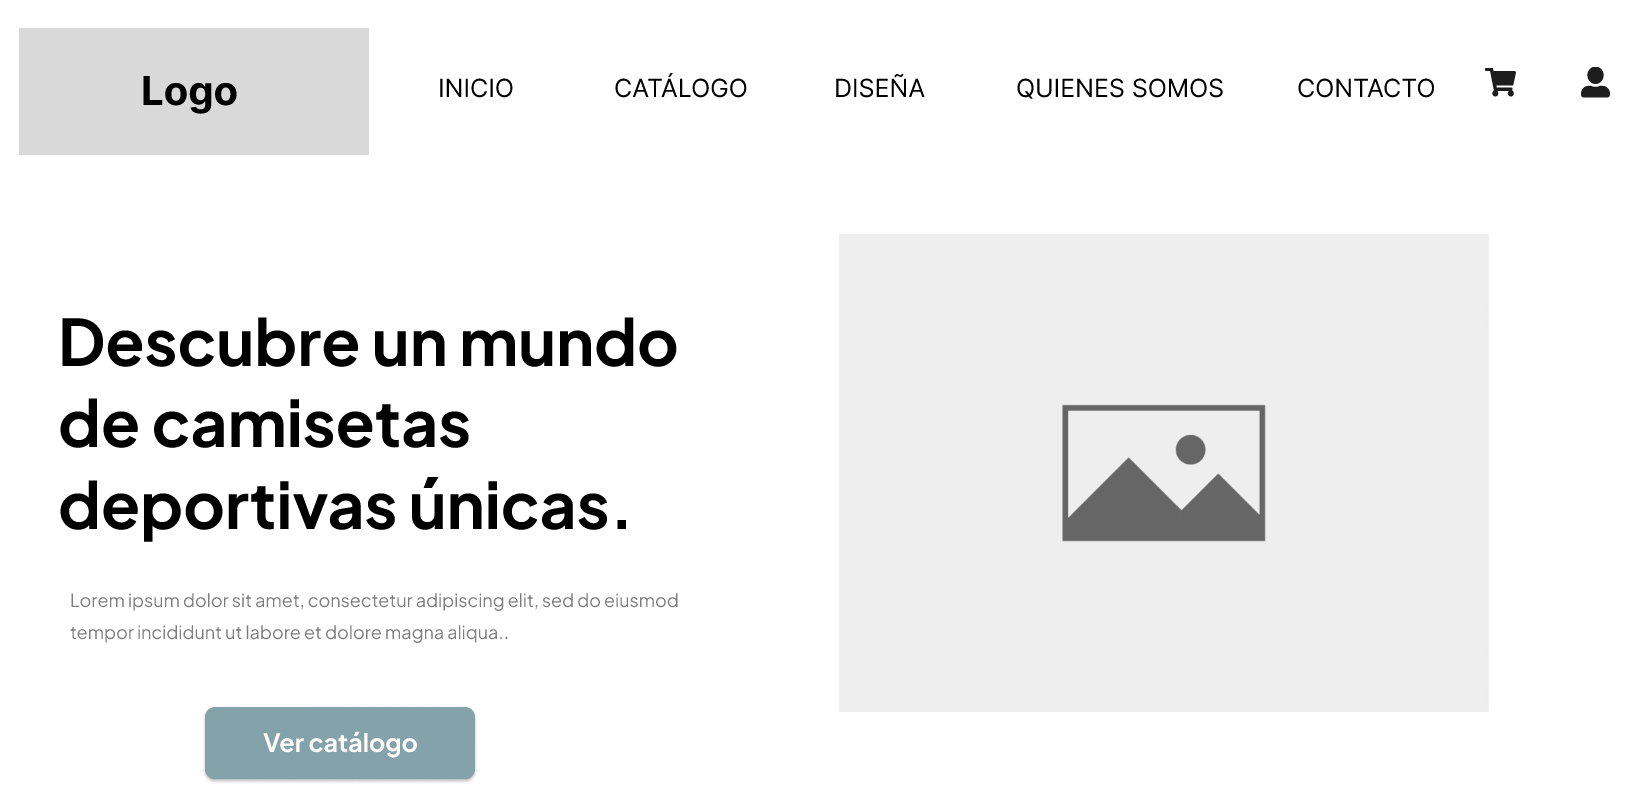 Logo
INICIO
CATÁLOGO
DISEÑA
QUIENES SOMOS
CONTACTO
Descubre un mundo
de camisetas
deportivas únicas.
Lorem ipsum dolor sit amet, consectetur adipiscing elit, sed do eiusmod
tempor incididunt ut labore et dolore magna aliqua..
Ver catálogo